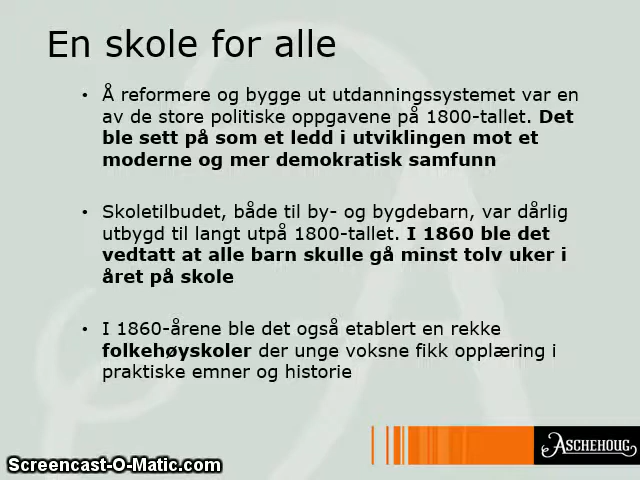 En skole for alle
• Å reformere og bygge ut utdanningssystemet var en
av de store politiske oppgavene på 1800-tallet. Det
ble sett på som et ledd i utviklingen mot et
moderne og mer demokratisk samfunn
• Skoletilbudet, både til by- og bygdebarn, var dårlig
utbygd til langt utpå 1800-tallet. I 1860 ble det
vedtatt at alle barn skulle gå minst tolv uker i
året på skole
• I 1860-årene ble det også etablert en rekke
folkehøyskoler der unge voksne fikk opplæring i
praktiske emner og historie
ASCHEHOUG
Screencast-O-Matic.com